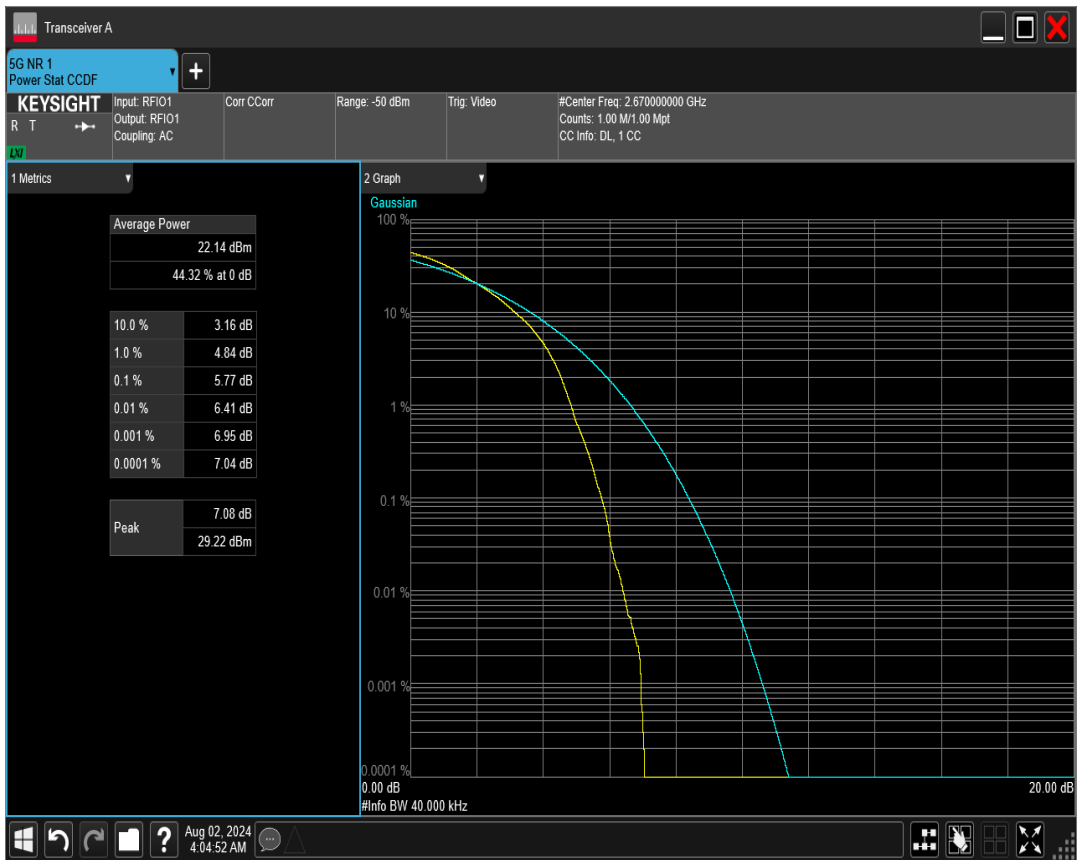 Transceiver A
5G NR 1
Power Stat CCDF
+
KEYSIGHT
R T
LXI
Input: RFIO1
Output: RFIO1
Coupling: AC
Corr CCorr
Range: -50 dBm
Trig: Video
#Center Freq: 2.670000000 GHz
Counts: 1.00 M/1.00 Mpt
CC Info: DL, 1 CC
1 Metrics
Average Power
22.14 dBm
44.32 % at 0 dB
10.0 % 3.16 dB
1.0 % 4.84 dB
0.1 % 5.77 dB
0.01 % 6.41 dB
0.001 % 6.95 dB
0.0001 % 7.04 dB
Peak
7.08 dB
29.22 dBm
2 Graph
Gaussian
100 %
10 %
1 %
0.1 %
0.01 %
0.001 %
0.0001 %
0.00 dB 20.00 dB
#Info BW 40.000 kHz
? Aug 02, 2024
4:04:52 AM